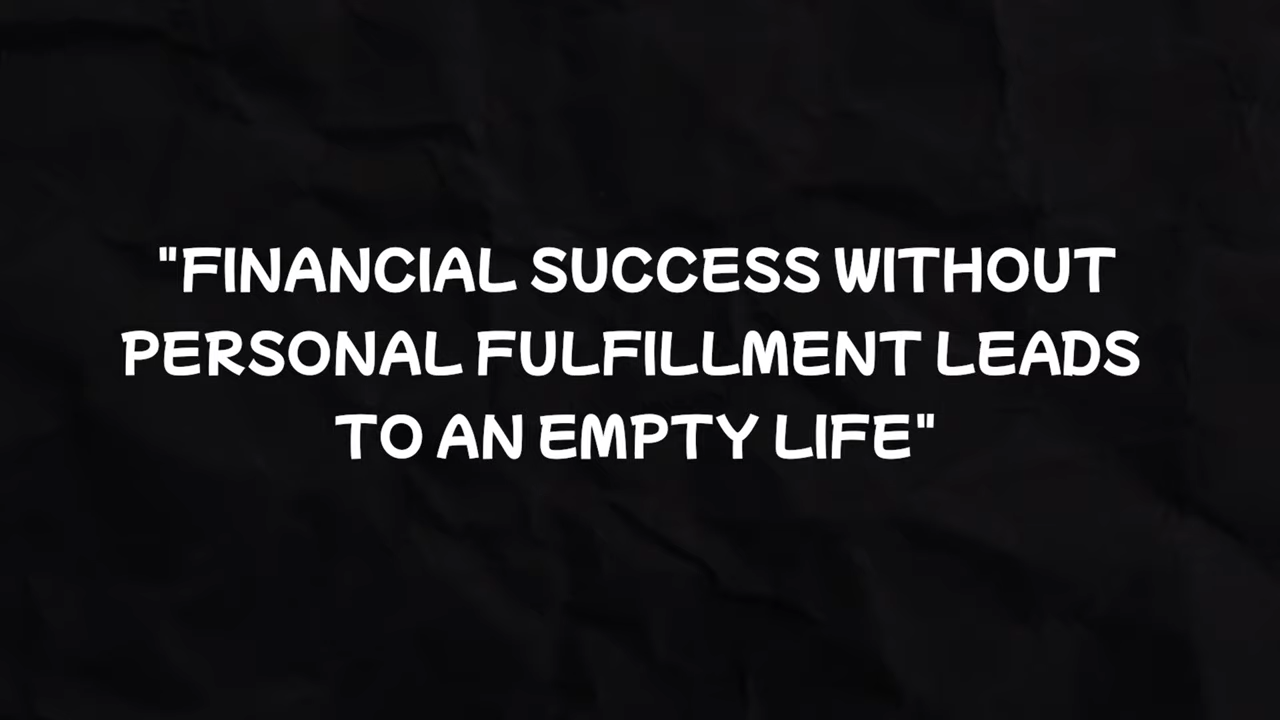 "FINANCIAL SUCCESS WITHOUT
PERSONAL FULFILLMENT LEADS
TO AN EMPTY LIFE"